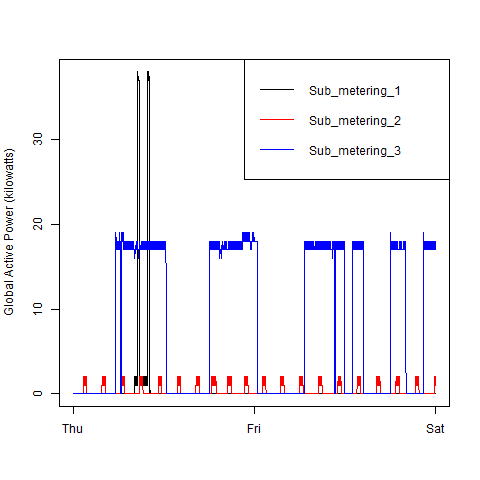 Sub_metering_1
Sub_metering_2
Sub_metering_3
Global Active Power (kilowatts)
30
20
10
0
Thu Fri Sat